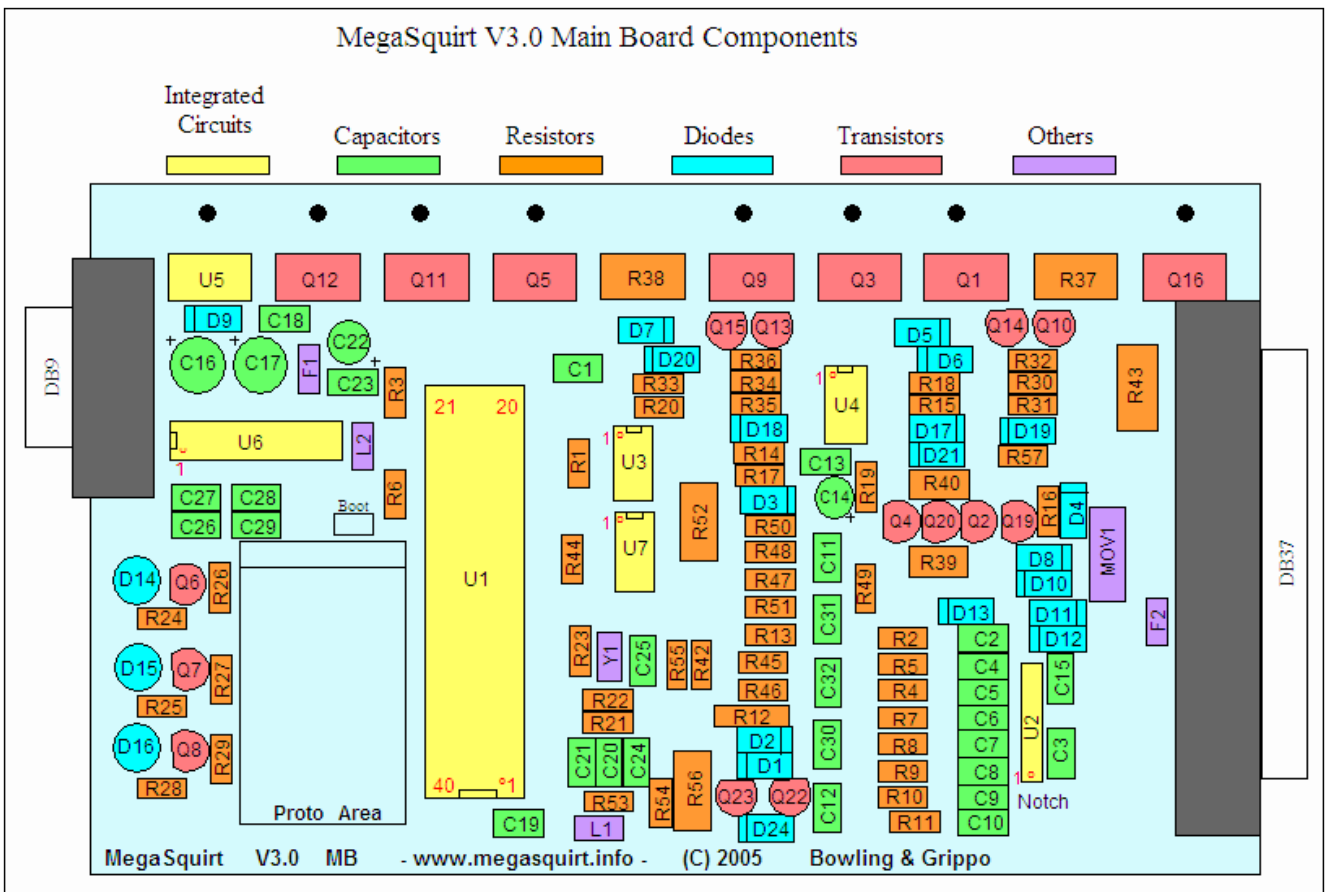 MegaSquirt V3.0 Main Board Components
Integrated
Circuits
Capacitors
Resistors
Diodes
Transistors
Others
U5
Q12
Q11
Q5
R38
Q9
Q3
Q1
R37
Q16
D9
C18
C16
C17
F1
C22
C23
R3
C1
D7
D20
R33
R20
Q15
Q13
R36
R34
R35
D18
R14
R17
D3
R50
R48
R47
R51
R13
R45
R46
R12
D2
D1
Q23
Q22
D24
1
U4
D5
D6
R18
R15
D17
D21
R40
Q14
Q10
R32
R30
R31
D19
R57
R43
DB9
U6
1
L2
R6
21
20
U1
40
1
R1
1
U3
1
U7
R44
R52
C13
C14
R19
Q4
Q20
Q2
Q19
R16
D4
MOV1
R39
D8
D10
D11
D12
D13
F2
DB37
C27
C28
C26
C29
Boot
D14
Q6
R26
R24
D15
Q7
R27
R25
D16
Q8
R29
R28
Proto Area
R23
Y1
C25
R55
R42
R22
R21
C21
C20
C24
R53
L1
R54
R56
C19
C11
C31
C32
C30
C12
R49
R2
R5
R4
R7
R8
R9
R10
R11
C2
C4
C5
C6
C7
C8
C9
C10
U2
1
C15
C3
Notch
MegaSquirt V3.0 MB - www.megasquirt.info - (C) 2005 Bowling & Grippo